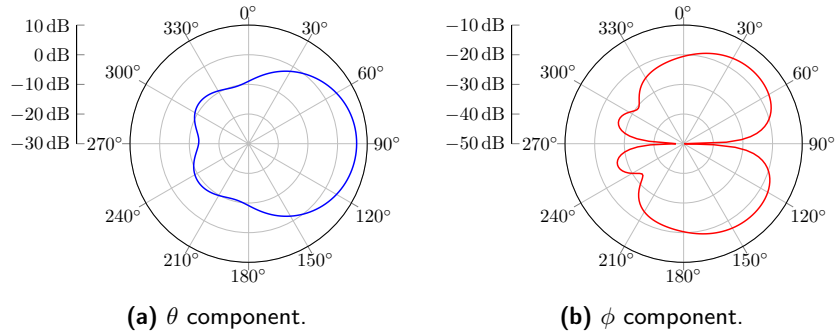 10 dB
0 dB
−10 dB
−20 dB
−30 dB
0°
30°
60°
90°
120°
150°
180°
210°
240°
270°
300°
330°
(a) θ component.
−10 dB
−20 dB
−30 dB
−40 dB
−50 dB
0°
30°
60°
90°
120°
150°
180°
210°
240°
270°
300°
330°
(b) ϕ component.